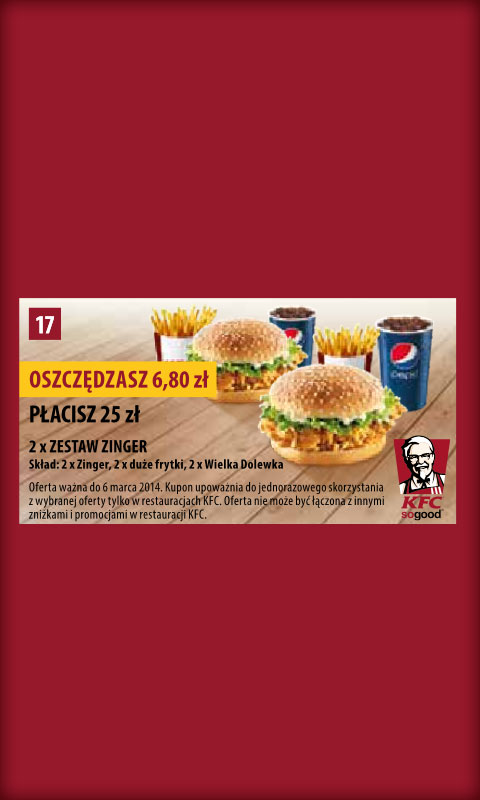 17
OSZCZĘDZASZ 6,80 zł
PŁACISZ 25 zł
2 x ZESTAW ZINGER
Skład: 2 x Zinger, 2 x duże frytki, 2 x Wielka Dolewka
Oferta ważna do 6 marca 2014. Kupon upoważnia do jednorazowego skorzystania
z wybranej oferty tylko w restauracjach KFC. Oferta nie może być łączona z innymi
zniżkami i promocjami w restauracji KFC.
pepsi
KFC
sogood